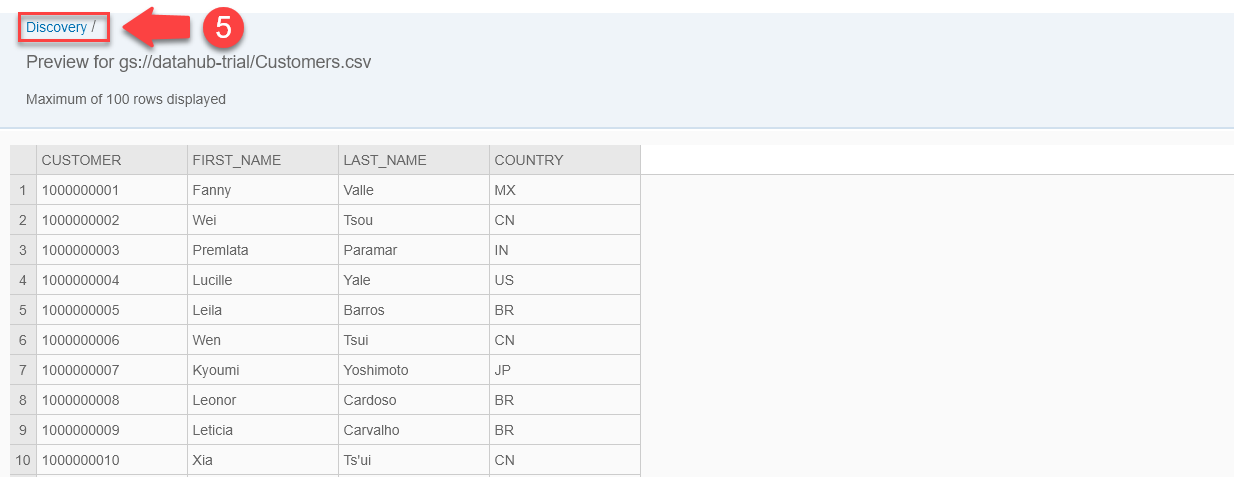 Discovery / 5
Preview for gs://datahub-trial/Customers.csv
Maximum of 100 rows displayed
CUSTOMER FIRST_NAME LAST_NAME COUNTRY
1 1000000001 Fanny Valle MX
2 1000000002 Wei Tsou CN
3 1000000003 Premlata Paramar IN
4 1000000004 Lucille Yale US
5 1000000005 Leila Barros BR
6 1000000006 Wen Tsui CN
7 1000000007 Kyoumi Yoshimoto JP
8 1000000008 Leonor Cardoso BR
9 1000000009 Leticia Carvalho BR
10 1000000010 Xia Ts'ui CN